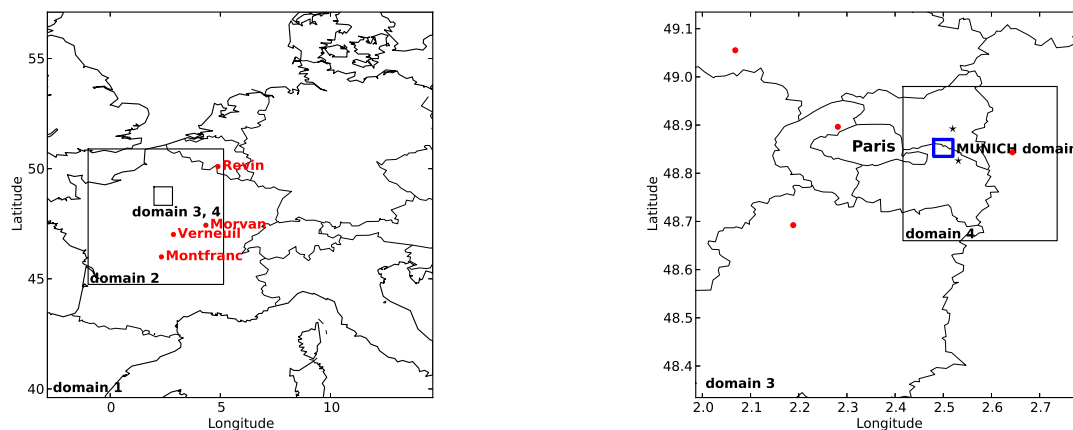 55
50
45
40
0
5
10
Latitude
Longitude
Revin
domain 3, 4
Morvan
Verneuil
Montfranc
domain 2
domain 1
49.1
49.0
48.9
48.8
48.7
48.6
48.5
48.4
2.0
2.1
2.2
2.3
2.4
2.5
2.6
2.7
Latitude
Longitude
Paris
MUNICH domain
domain 4
domain 3